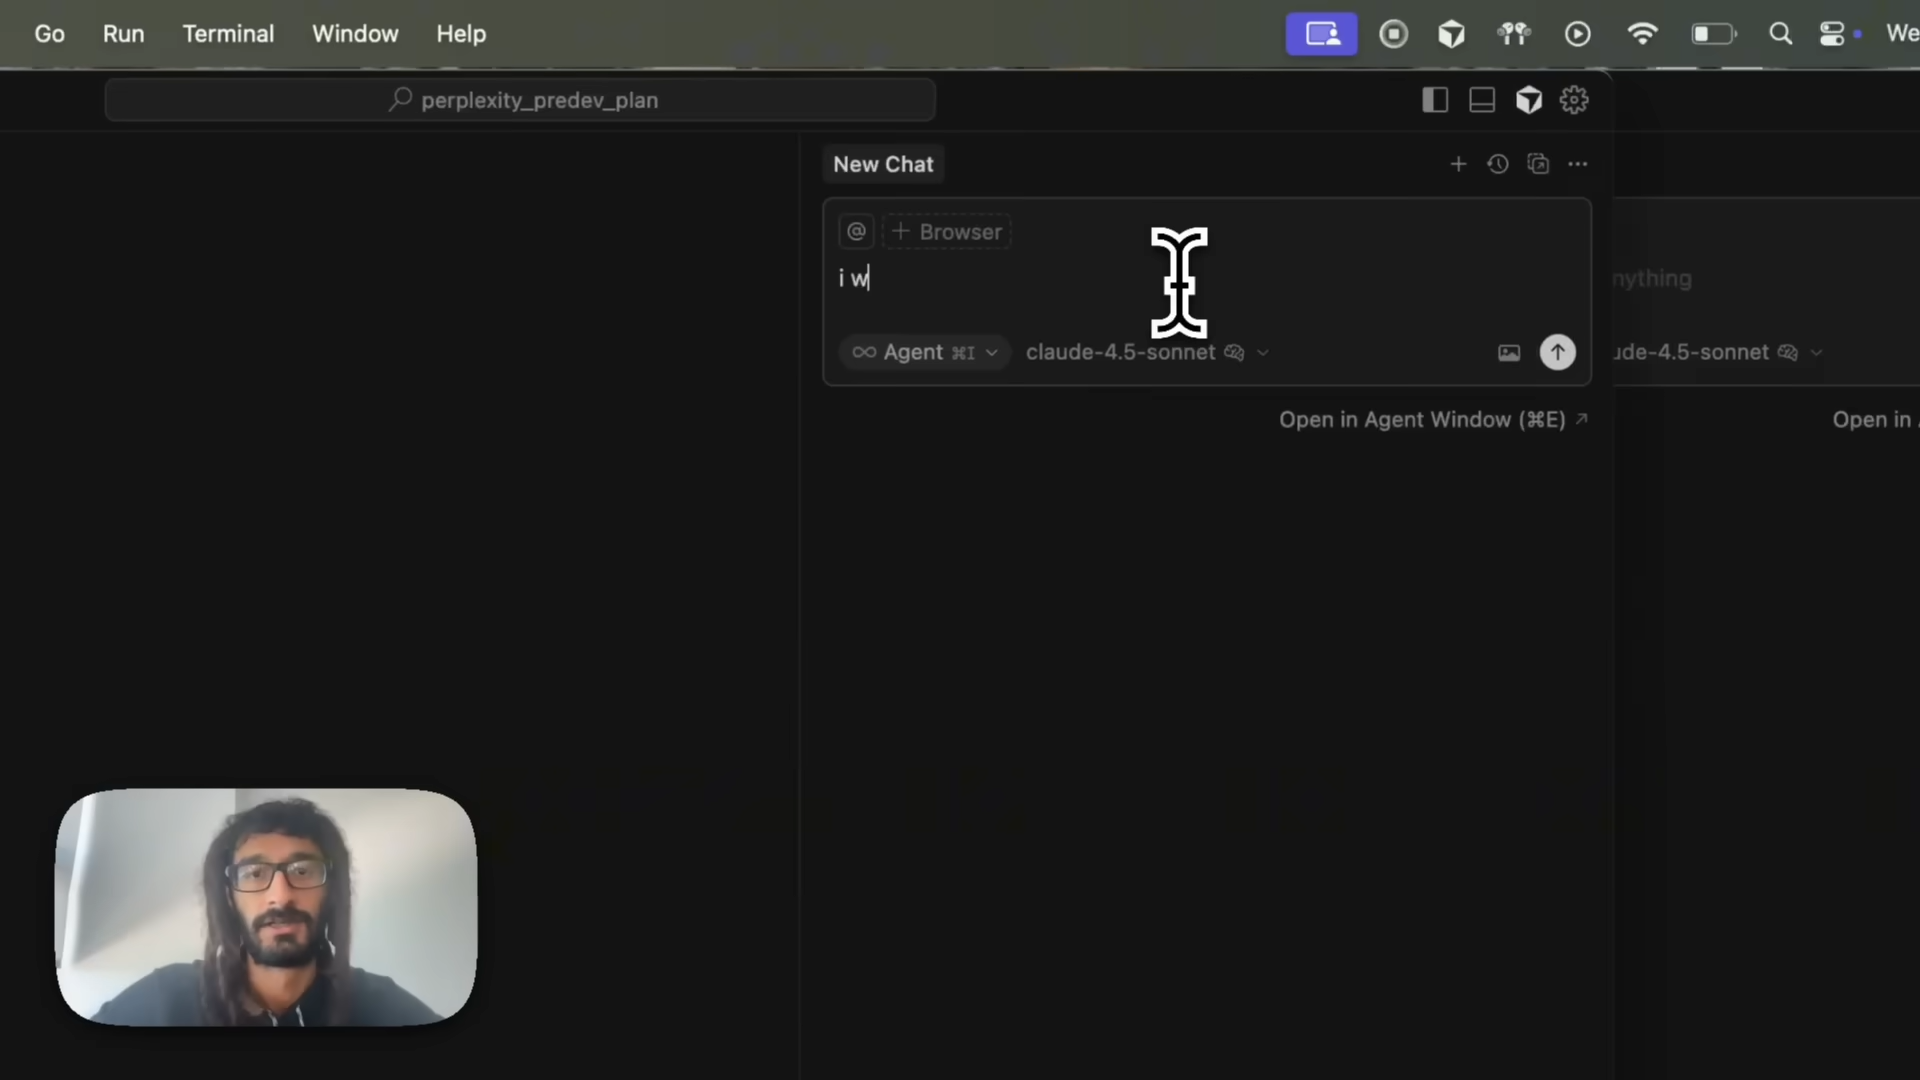 Go Run Terminal Window Help We
perplexity_predev_plan
New Chat
@ + Browser
i w
nything
Agent ⌘I claude-4.5-sonnet
ude-4.5-sonnet
Open in Agent Window (⌘E)
Open in